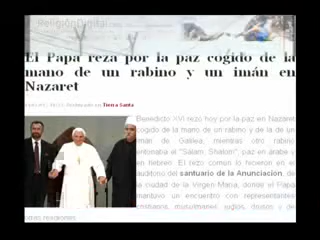 ReligiónDigital
El Papa reza por la paz cogido de la
mano de un rabino y un imán en
Nazaret
en Tierra Santa
Benedicto XVI rezó hoy por la paz en Nazaret
cogido de la mano de un rabino y de la de un
imán de Galilea, mientras otro rabino
entonaba el "Salam, Shalom", paz en árabe y
en hebreo. El rezo común lo hicieron en el
auditorio del santuario de la Anunciación, de
la ciudad de la Virgen María, donde el Papa
mantuvo un encuentro con representantes
cristianos, musulmanes, judíos, drusos y de
otras religiones